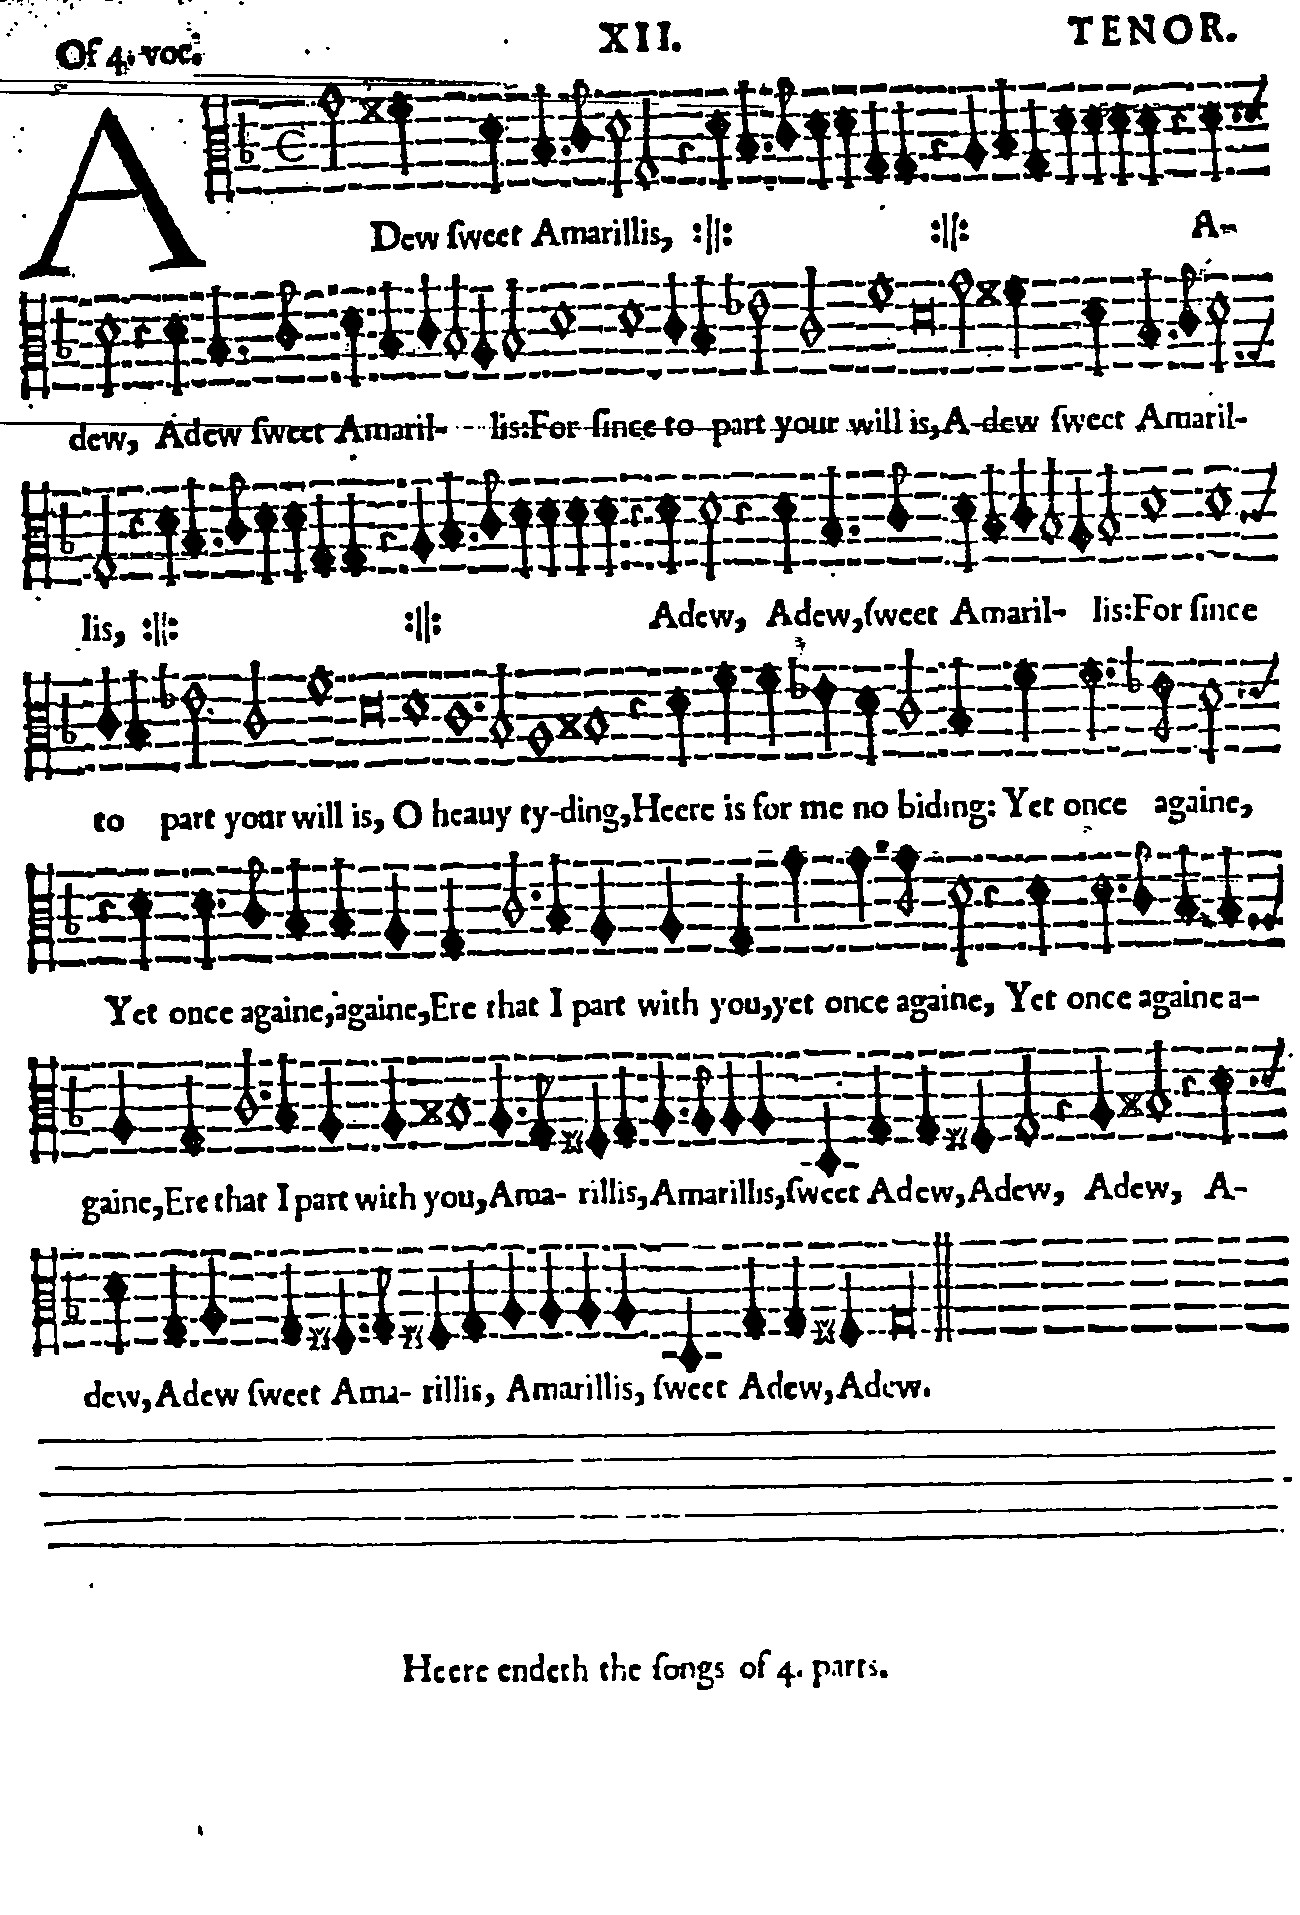 Of 4. voc.
XII.
TENOR.
ADew ſweet Amarillis, :||: :||: A-
dew, Adew ſweet Amaril- lis:For ſince to part your will is,A-dew ſweet Amaril-
lis, :||: :||: Adew, Adew,ſweet Amaril- lis:For ſince
to part your will is, O heauy ty-ding,Heere is for me no biding: Yet once againe,
Yet once againe,againe,Ere that I part with you,yet once againe, Yet once againe a-
gaine,Ere that I part with you,Ama- rillis,Amarillis,ſweet Adew,Adew, Adew, A-
dew,Adew ſweet Ama- rillis, Amarillis, ſweet Adew,Adew.
Heere endeth the ſongs of 4. parts.